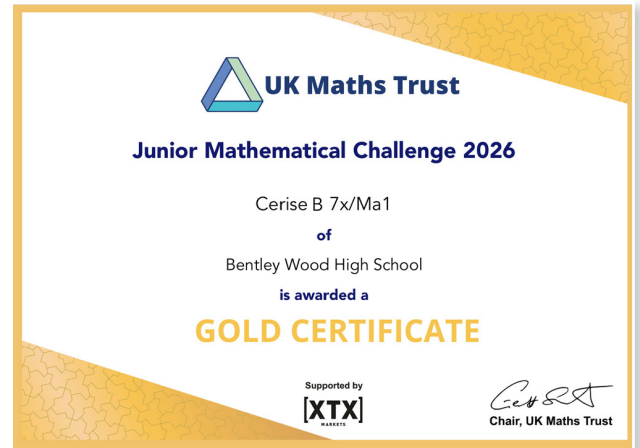 UK Maths Trust
Junior Mathematical Challenge 2026
Cerise B 7x/Ma1
of
Bentley Wood High School
is awarded a
GOLD CERTIFICATE
Supported by
[XTX]
MARKETS
Chair, UK Maths Trust